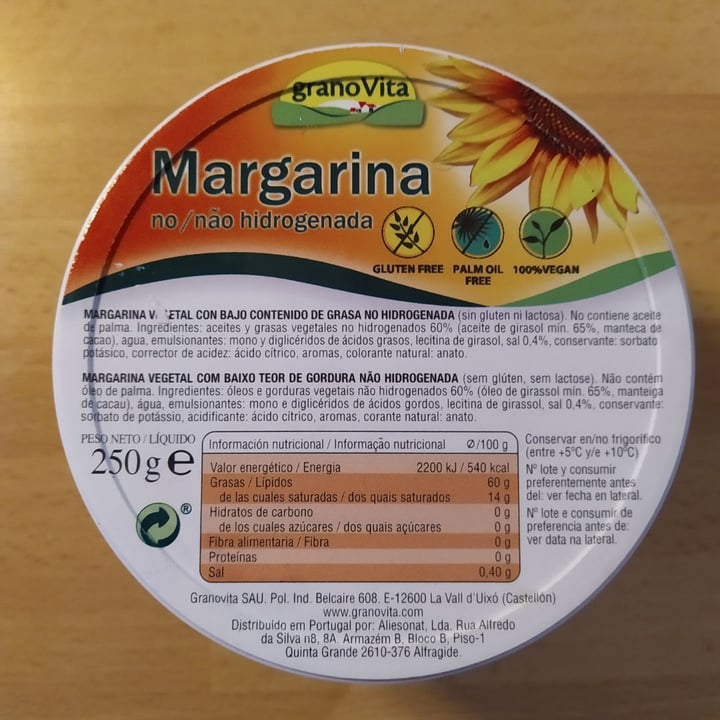 granoVita
Margarina
no/não hidrogenada
GLUTEN FREE
PALM OIL FREE
100%VEGAN
MARGARINA VEGETAL CON BAJO CONTENIDO DE GRASA NO HIDROGENADA (sin gluten ni lactosa). No contiene aceite
de palma. Ingredientes: aceites y grasas vegetales no hidrogenados 60% (aceite de girasol mín. 65%, manteca de
cacao), agua, emulsionantes: mono y diglicéridos de ácidos grasos, lecitina de girasol, sal 0,4%, conservante: sorbato
potásico, corrector de acidez: ácido cítrico, aromas, colorante natural: anato.
MARGARINA VEGETAL COM BAIXO TEOR DE GORDURA NÃO HIDROGENADA (sem glúten, sem lactose). Não contém
óleo de palma. Ingredientes: óleos e gorduras vegetais não hidrogenados 60% (óleo de girassol min. 65%, manteiga
de cacau), água, emulsionantes: mono e diglicéridos de ácidos gordos, lecitina de girassol, sal 0,4%, conservante:
sorbato de potássio, acidificante: ácido cítrico, aromas, corante natural: anato.
PESO NETO / LÍQUIDO
250 g e
®
Información nutricional / Informação nutricional Ø/100 g
Valor energético / Energia 2200 kJ / 540 kcal
Grasas / Lípidos 60 g
de las cuales saturadas / dos quais saturados 14 g
Hidratos de carbono 0 g
de los cuales azúcares / dos quais açúcares 0 g
Fibra alimentaria / Fibra 0 g
Proteínas 0 g
Sal 0,40 g
Conservar en/no frigorífico
(entre +5°C y/e +10°C)
Nº lote y consumir
preferentemente antes
del: ver fecha en lateral.
Nº lote e consumir de
preferencia antes de:
ver data na lateral.
Granovita SAU. Pol. Ind. Belcaire 608. E-12600 La Vall d'Uixó (Castellón)
www.granovita.com
Distribuído em Portugal por: Aliesonat, Lda. Rua Alfredo
da Silva n8, 8A. Armazém B, Bloco B, Piso-1
Quinta Grande 2610-376 Alfragide.